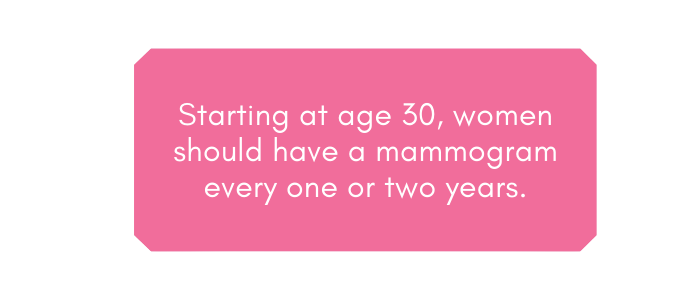 Starting at age 30, women
should have a mammogram
every one or two years.